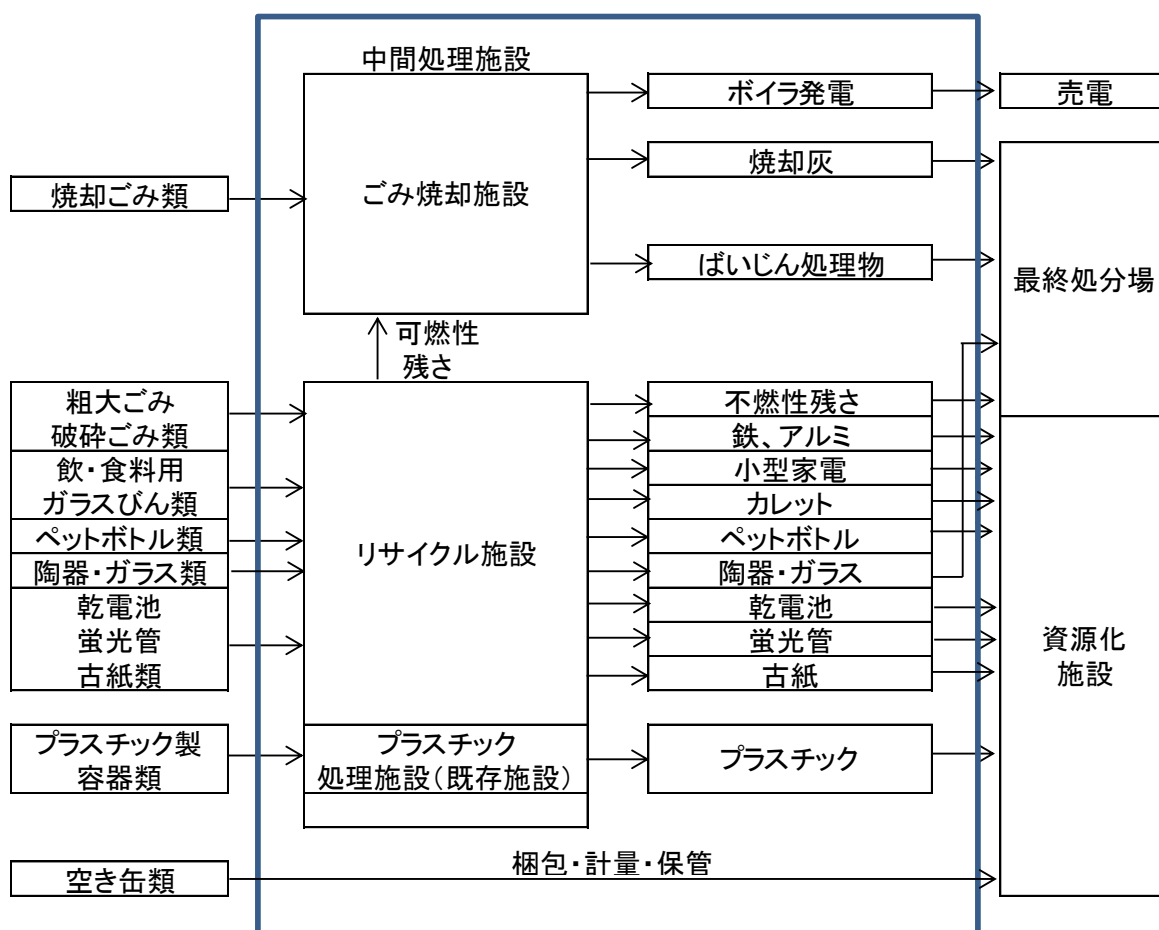 中間処理施設
ボイラ発電
売電
焼却灰
焼却ごみ類
ごみ焼却施設
ばいじん処理物
最終処分場
可燃性
残さ
粗大ごみ
破砕ごみ類
飲・食料用
ガラスびん類
ペットボトル類
陶器・ガラス類
乾電池
蛍光管
古紙類
リサイクル施設
不燃性残さ
鉄、アルミ
小型家電
カレット
ペットボトル
陶器・ガラス
乾電池
蛍光管
古紙
資源化
施設
プラスチック製
容器類
プラスチック
処理施設(既存施設)
プラスチック
梱包・計量・保管
空き缶類